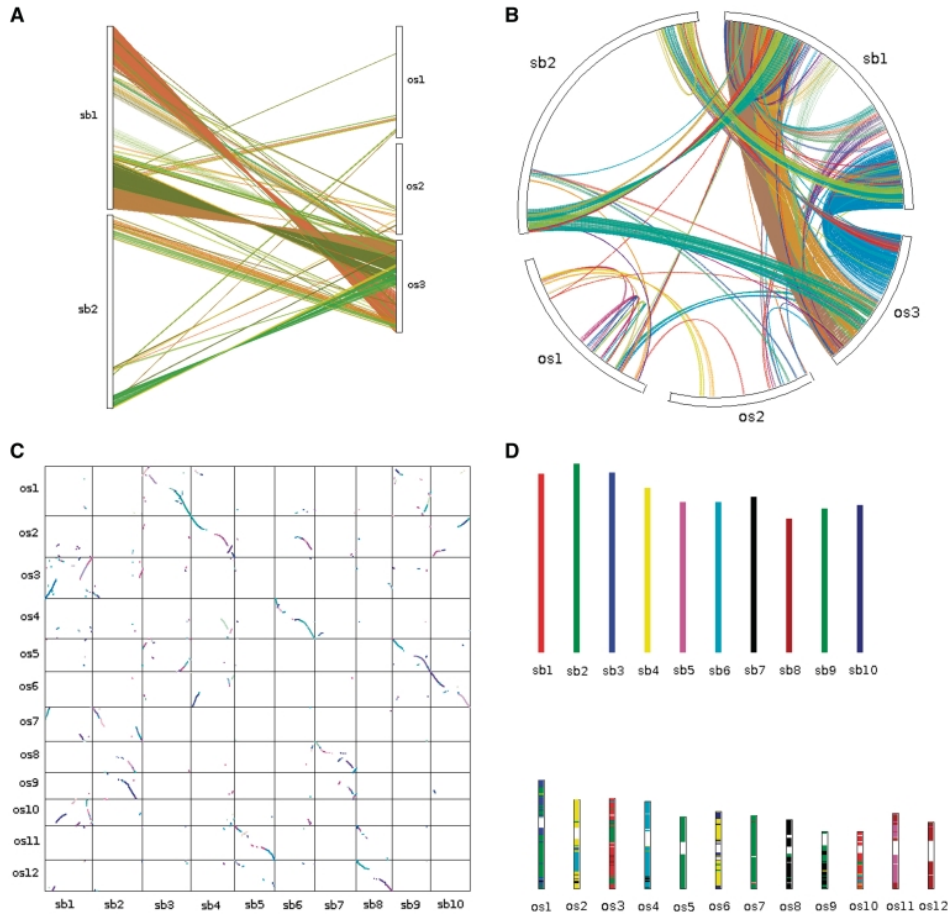 A
sb1
sb2
os1
os2
os3
B
sb2
sb1
os3
os1
os2
C
os1
os2
os3
os4
os5
os6
os7
os8
os9
os10
os11
os12
sb1 sb2 sb3 sb4 sb5 sb6 sb7 sb8 sb9 sb10
D
sb1 sb2 sb3 sb4 sb5 sb6 sb7 sb8 sb9 sb10
os1 os2 os3 os4 os5 os6 os7 os8 os9 os10 os11 os12